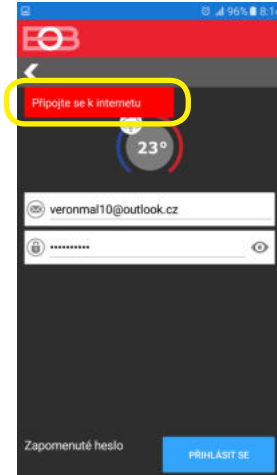 96% 8:1
EOB
Připojte se k internetu
23°
veronmal10@outlook.cz
••••••••••
Zapomenuté heslo
PŘIHLÁSIT SE